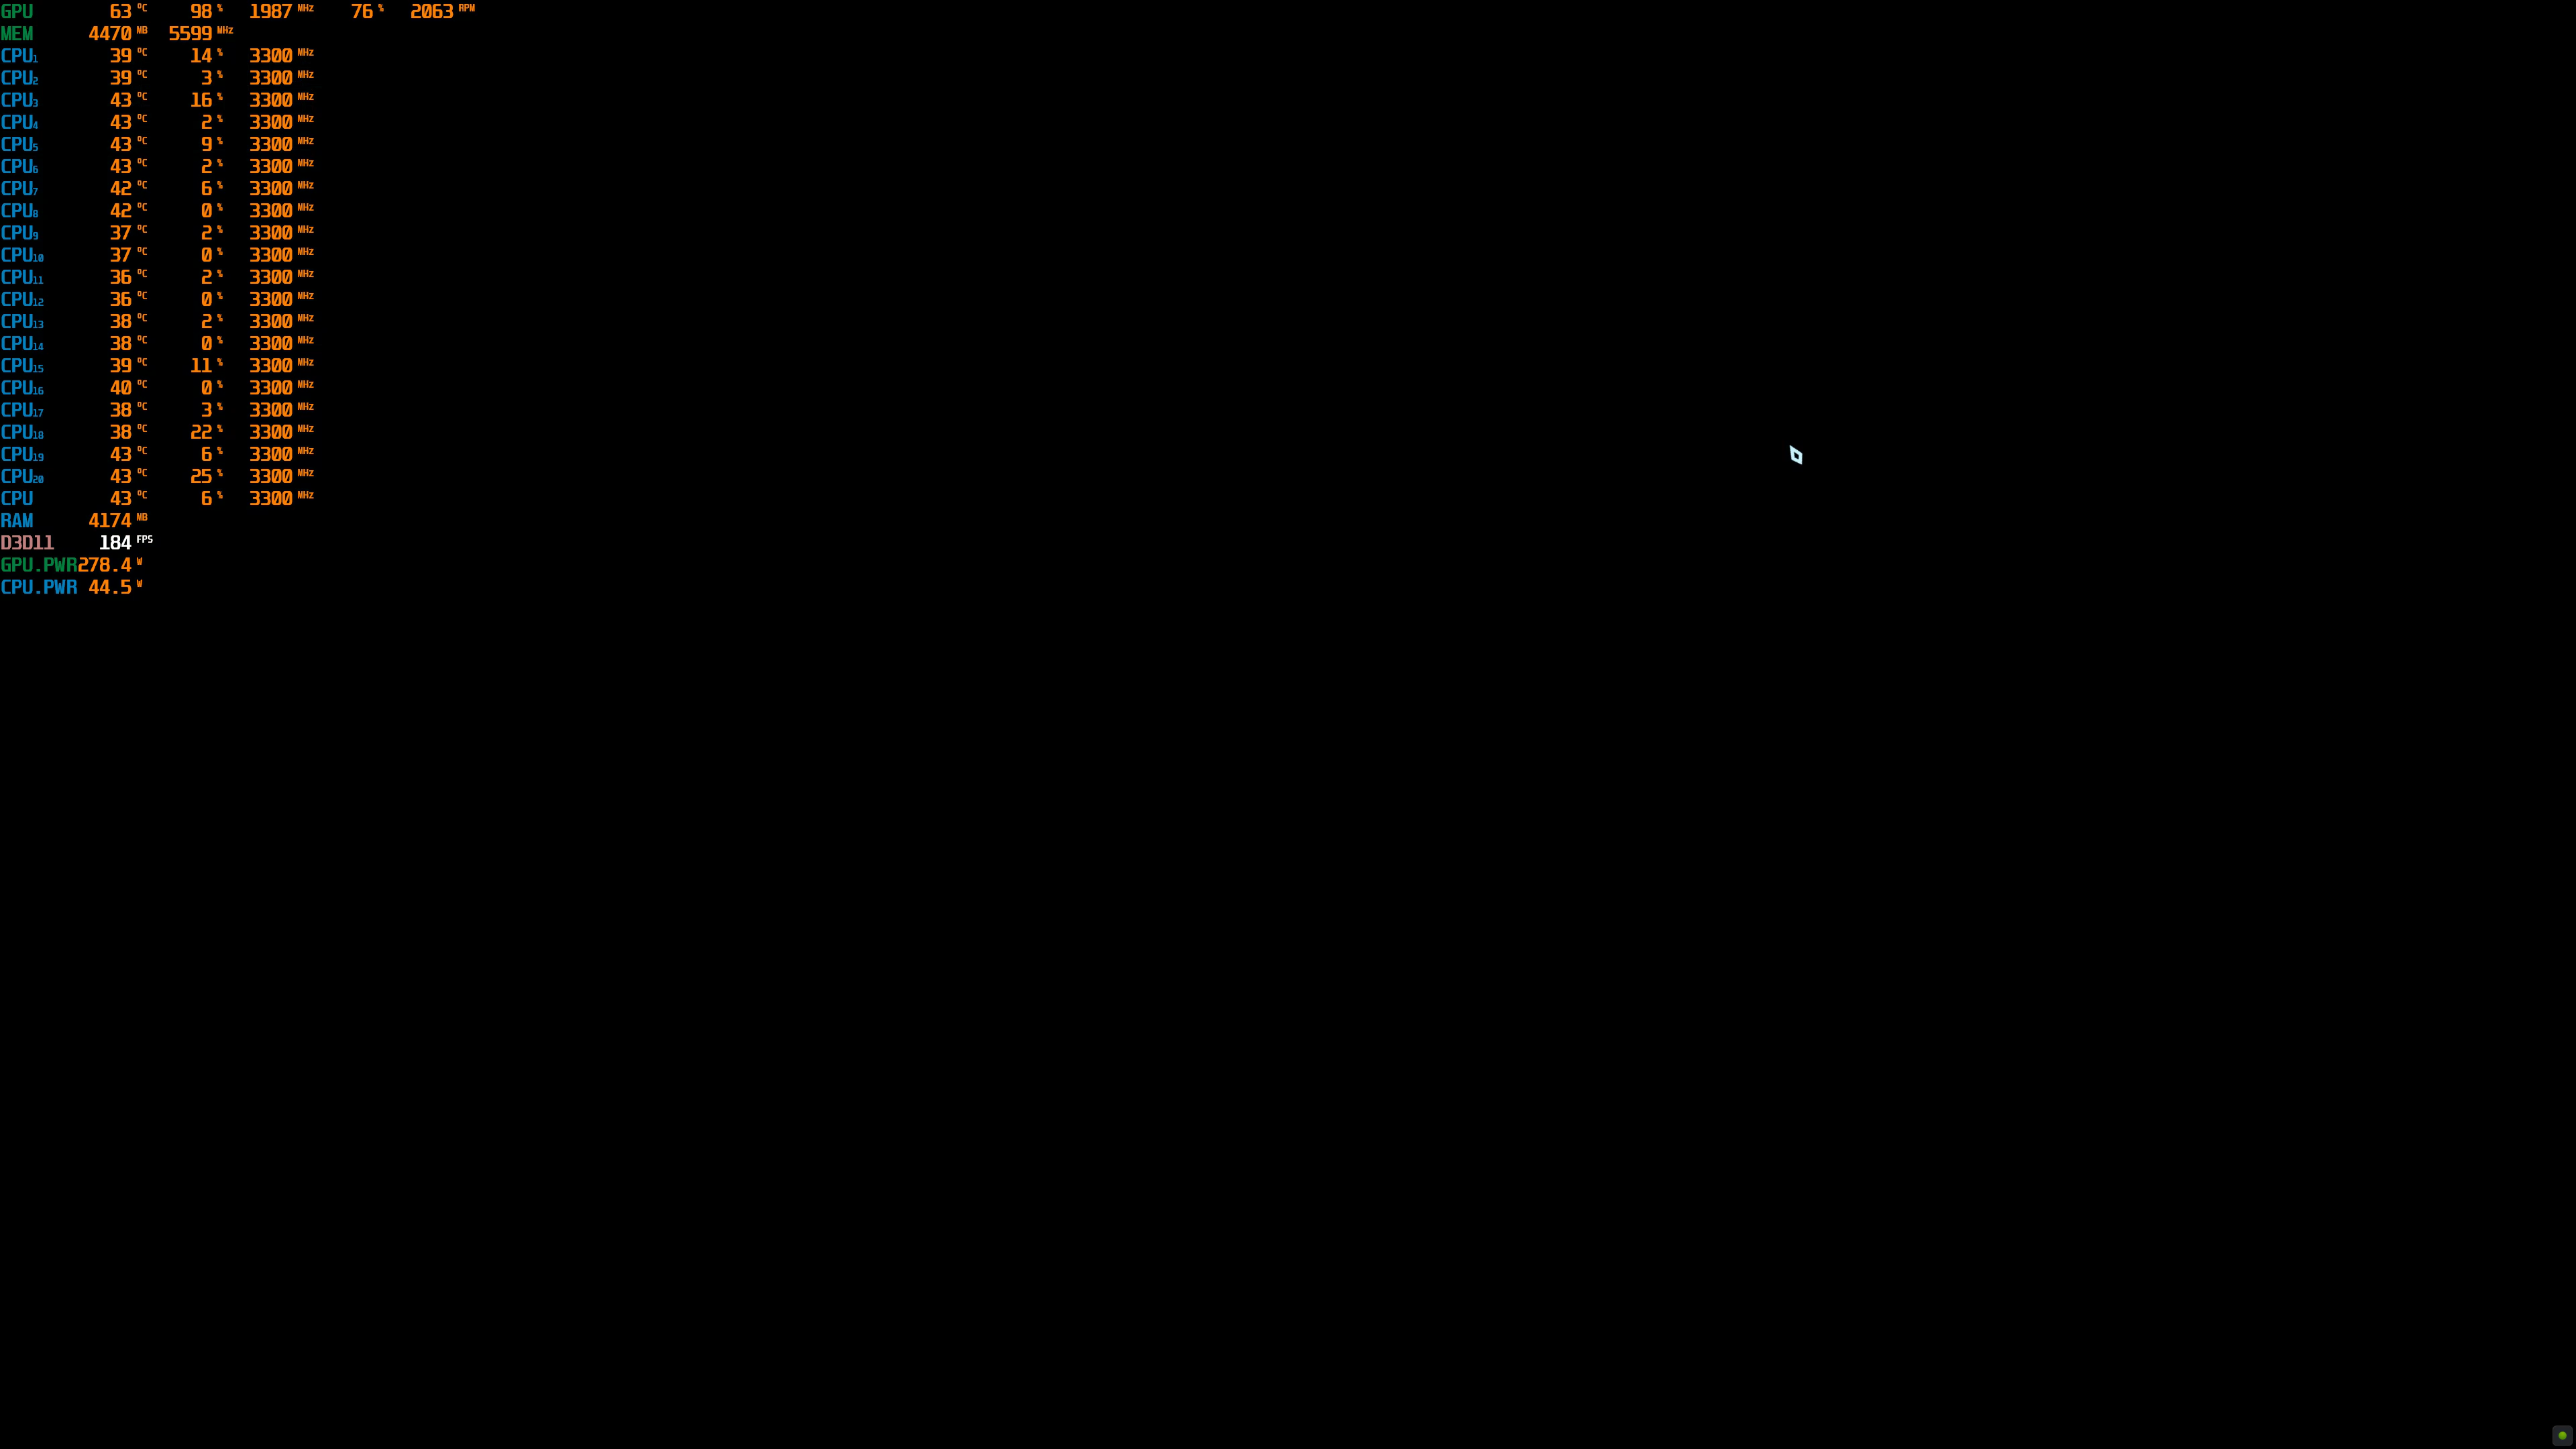 GPU 63 °C 98 % 1987 MHz 76 % 2063 RPM
MEM 4470 MB 5599 MHz
CPU1 39 °C 14 % 3300 MHz
CPU2 39 °C 3 % 3300 MHz
CPU3 43 °C 16 % 3300 MHz
CPU4 43 °C 2 % 3300 MHz
CPU5 43 °C 9 % 3300 MHz
CPU6 43 °C 2 % 3300 MHz
CPU7 42 °C 6 % 3300 MHz
CPU8 42 °C 0 % 3300 MHz
CPU9 37 °C 2 % 3300 MHz
CPU10 37 °C 0 % 3300 MHz
CPU11 36 °C 2 % 3300 MHz
CPU12 36 °C 0 % 3300 MHz
CPU13 38 °C 2 % 3300 MHz
CPU14 38 °C 0 % 3300 MHz
CPU15 39 °C 11 % 3300 MHz
CPU16 40 °C 0 % 3300 MHz
CPU17 38 °C 3 % 3300 MHz
CPU18 38 °C 22 % 3300 MHz
CPU19 43 °C 6 % 3300 MHz
CPU20 43 °C 25 % 3300 MHz
CPU 43 °C 6 % 3300 MHz
RAM 4174 MB
D3D11 184 FPS
GPU.PWR 278.4 W
CPU.PWR 44.5 W